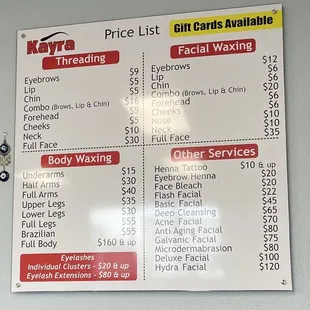 Kayra
Price List
Gift Cards Available
Threading
Eyebrows $9
Lip $5
Chin $5
Combo (Brows, Lip & Chin) $16
Forehead $5
Cheeks $5
Neck $10
Full Face $30
Facial Waxing
Eyebrows $12
Lip $6
Chin $6
Combo (Brows, Lip & Chin) $20
Forehead $6
Cheeks
Nose
Neck $10
Full Face $35
Body Waxing
Underarms $15
Half Arms $30
Full Arms $40
Upper Legs $35
Lower Legs $30
Full Legs $55
Brazilian $55
Full Body $160 & up
Eyelashes
Individual Clusters - $20 & up
Eyelash Extensions - $80 & up
Other Services
Henna Tattoo $10 & up
Eyebrow Henna $20
Face Bleach $20
Flash Facial $22
Basic Facial $45
Deep Cleansing $65
Acne Facial $70
Anti Aging Facial $80
Galvanic Facial $75
Microdermabrasion $80
Deluxe Facial $100
Hydra Facial $120